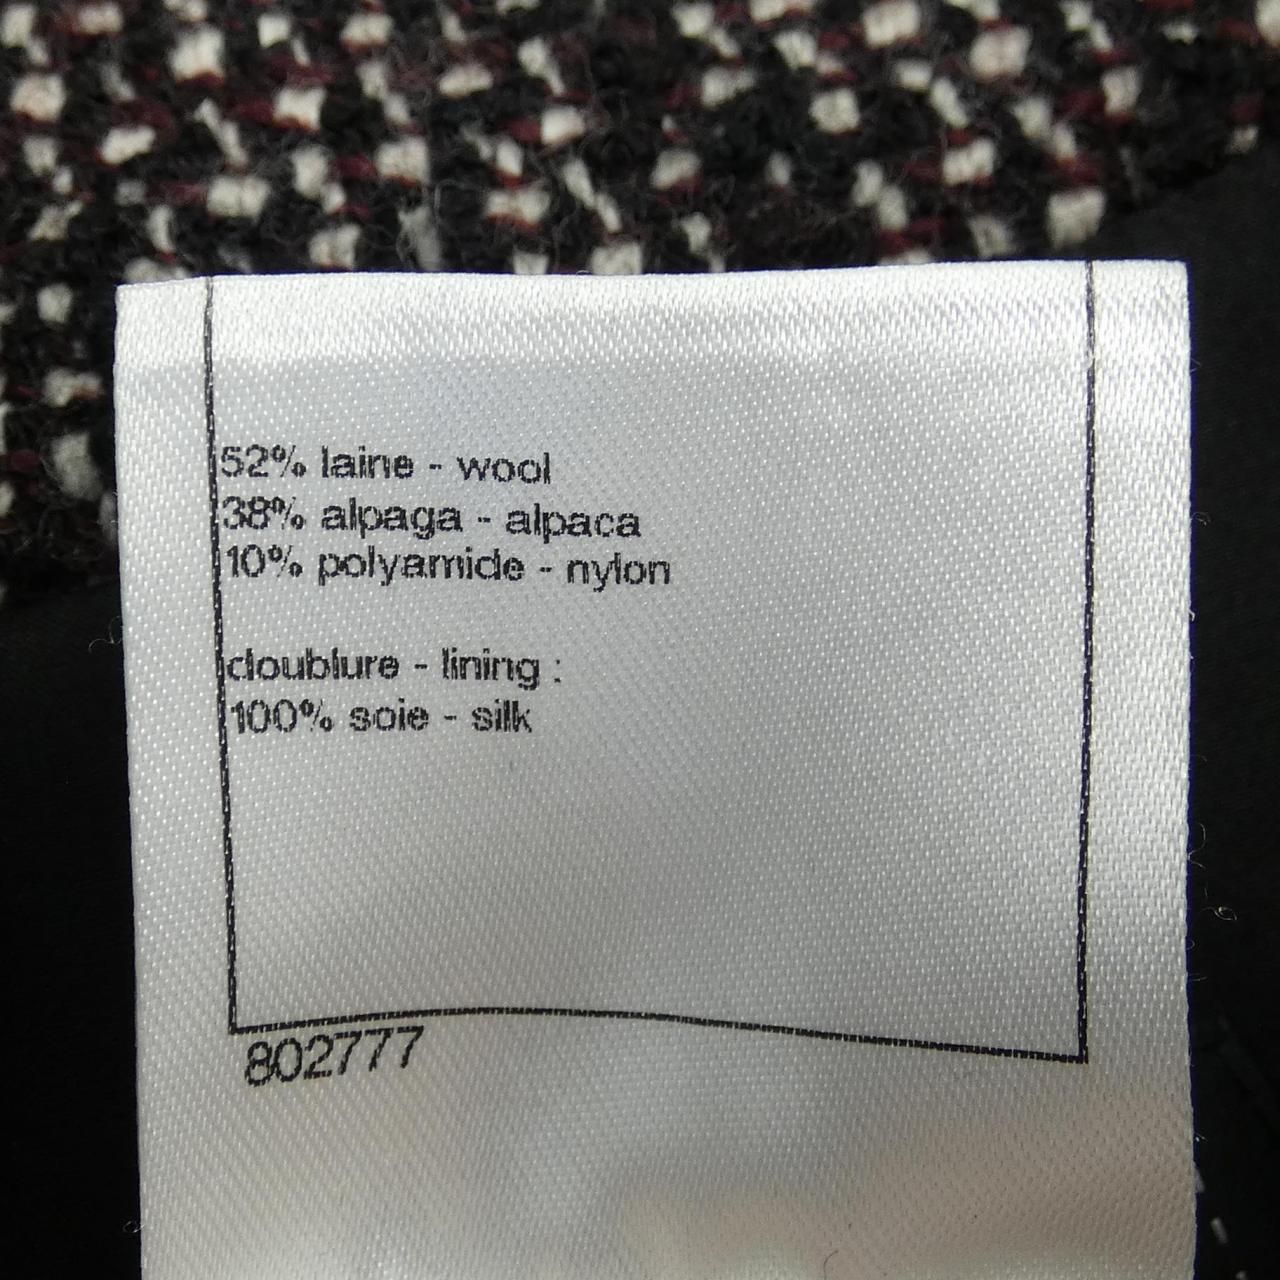 52% laine - wool
38% alpaga - alpaca
10% polyamide - nylon
doublure - lining :
100% soie - silk
802777